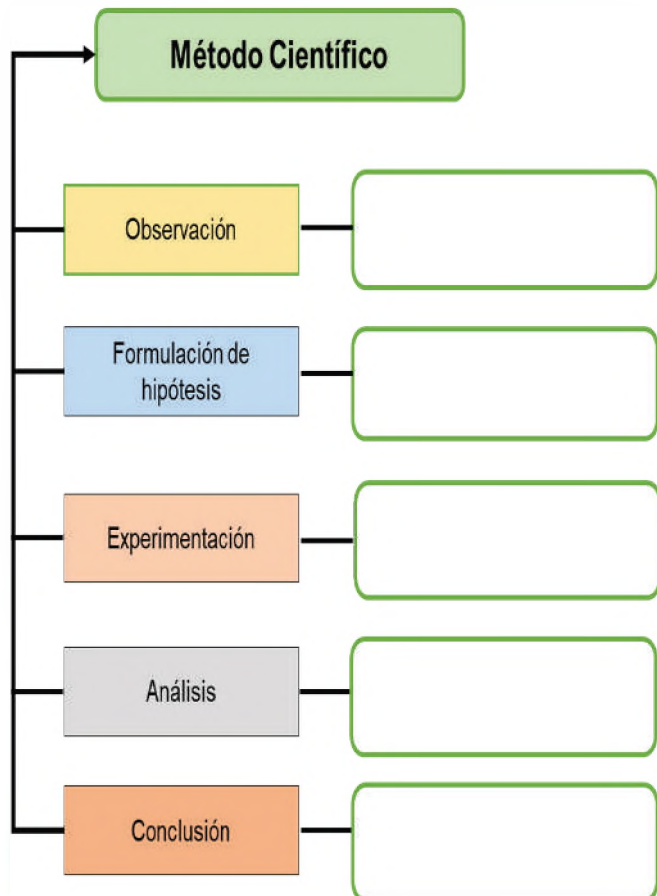 Método Científico
Observación
Formulación de
hipótesis
Experimentación
Análisis
Conclusión